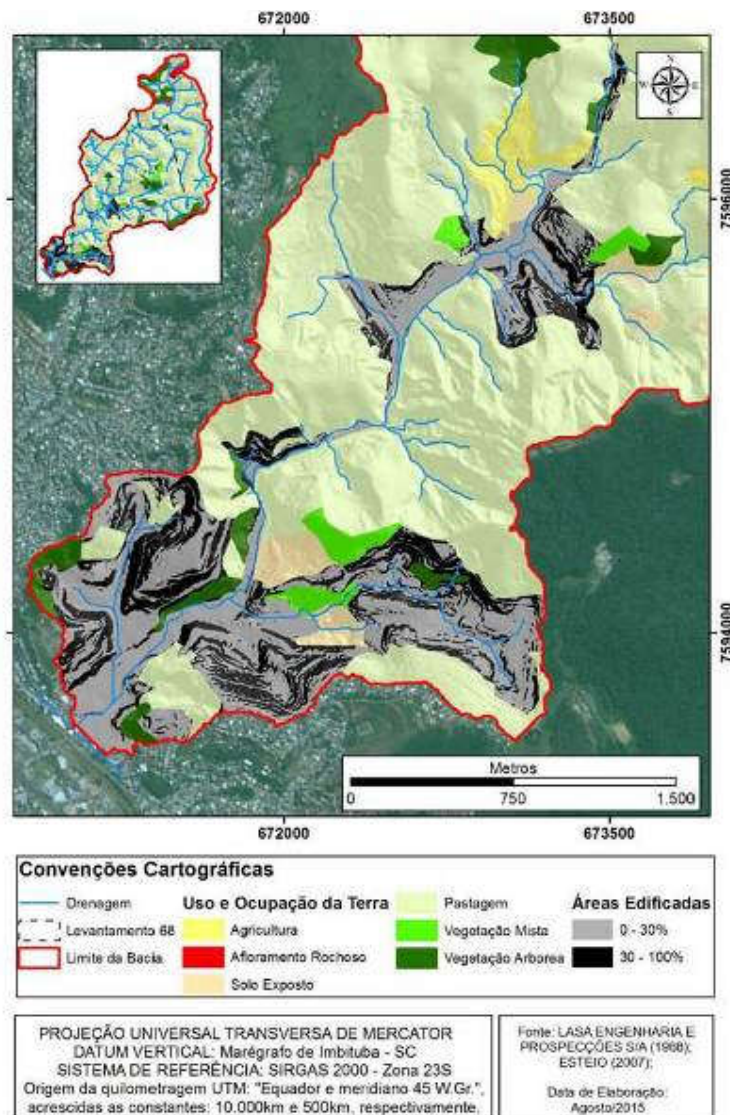 672000 673500
N
W E
S
7596000
7594000
Metros
0 750 1.500
672000 673500
Convenções Cartográficas
Drenagem
Levantamento 68
Limite da Bacia
Uso e Ocupação da Terra
Agricultura
Afloramento Rochoso
Solo Exposto
Pastagem
Vegetação Mista
Vegetação Arborea
Áreas Edificadas
0 - 30%
30 - 100%
PROJEÇÃO UNIVERSAL TRANSVERSA DE MERCATOR
DATUM VERTICAL: Marégrafo de Imbituba - SC
SISTEMA DE REFERÊNCIA: SIRGAS 2000 - Zona 23S
Origem da quilometragem UTM: "Equador e meridiano 45 W.Gr.",
acrescidas as constantes: 10.000km e 500km, respectivamente.
Fonte: LASA ENGENHARIA E
PROSPECÇÕES S/A (1968);
ESTEIO (2007);
Data de Elaboração:
Agosto/2015